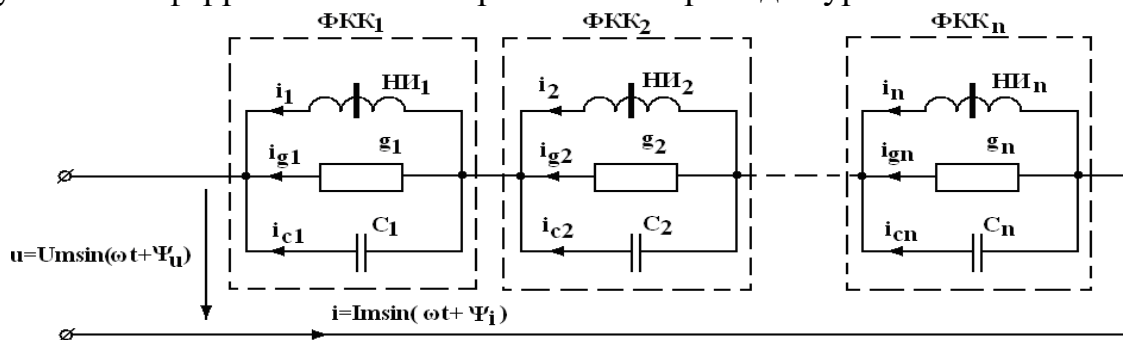 ФКК1 ФКК2 ФККn
i1 НИ1 i2 НИ2 in НИn
ig1 g1 ig2 g2 ign gn
ic1 C1 ic2 C2 icn Cn
u=Umsin(ωt+Ψu)
i=Imsin(ωt+Ψi)